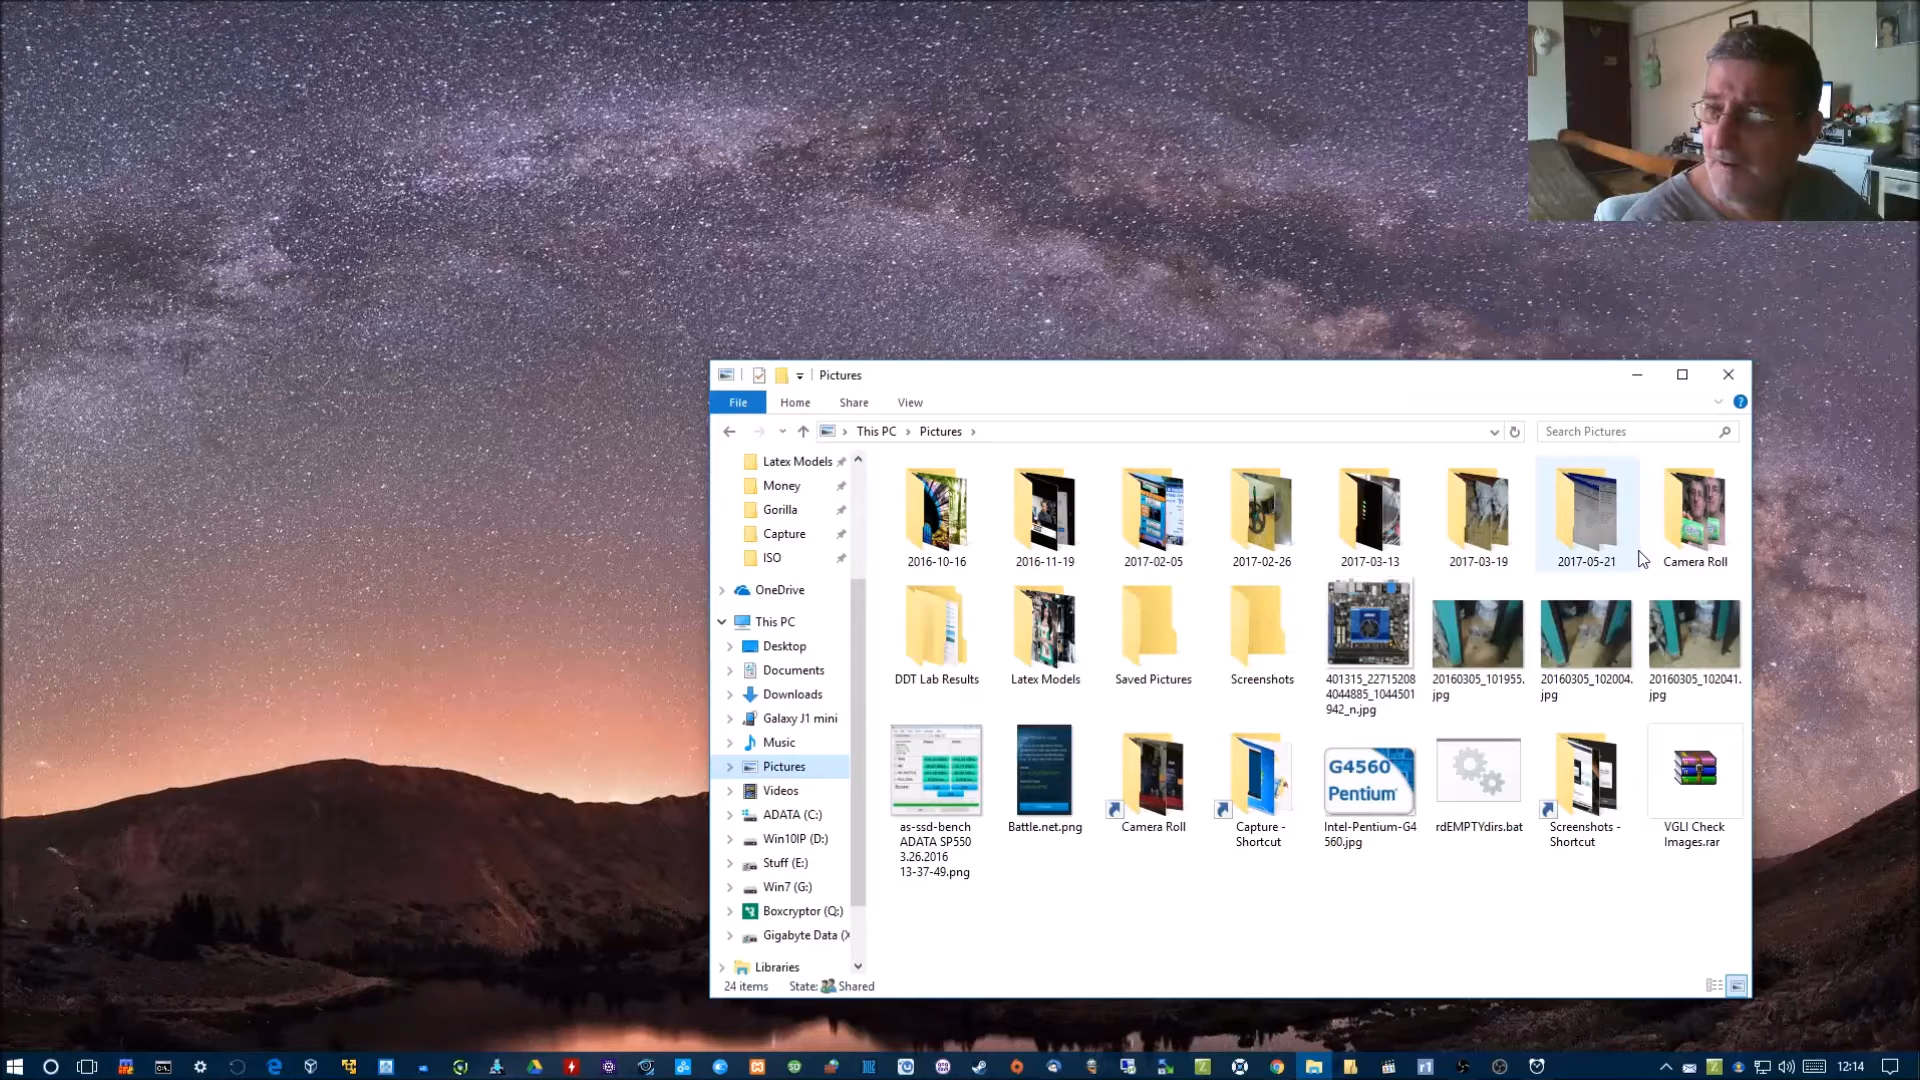 Pictures
File
Home
Share
View
This PC
Pictures
Search Pictures
Latex Models
Money
Gorilla
Capture
ISO
OneDrive
This PC
Desktop
Documents
Downloads
Galaxy J1 mini
Music
Pictures
Videos
ADATA (C:)
Win10IP (D:)
Stuff (E:)
Win7 (G:)
Boxcryptor (Q:)
Gigabyte Data (X
Libraries
2016-10-16
2016-11-19
2017-02-05
2017-02-26
2017-03-13
2017-03-19
2017-05-21
Camera Roll
DDT Lab Results
Latex Models
Saved Pictures
Screenshots
401315_22715208
4044885_1044501
942_n.jpg
20160305_101955.
jpg
20160305_102004.
jpg
20160305_102041.
jpg
as-ssd-bench
ADATA SP550
3.26.2016
13-37-49.png
Battle.net.png
Camera Roll
Capture -
Shortcut
G4560
Pentium
Intel-Pentium-G4
560.jpg
rdEMPTYdirs.bat
Screenshots -
Shortcut
VGLI Check
Images.rar
24 items
State:
Shared
12:14